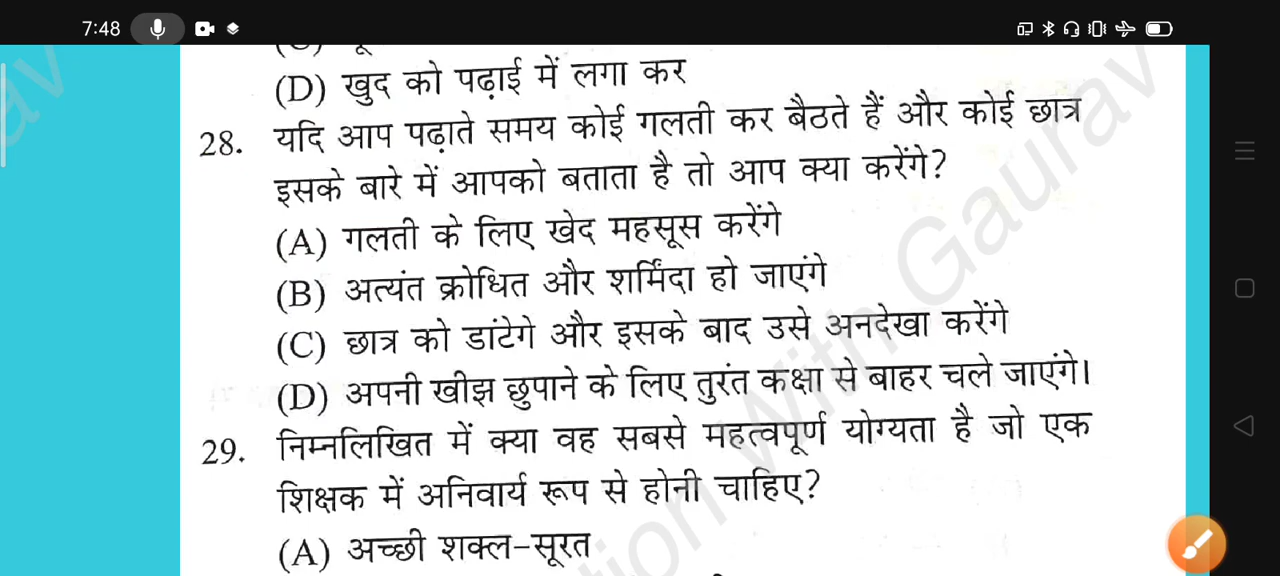 7:48
(D) खुद को पढ़ाई में लगा कर
28. यदि आप पढ़ाते समय कोई गलती कर बैठते हैं और कोई छात्र
इसके बारे में आपको बताता है तो आप क्या करेंगे?
(A) गलती के लिए खेद महसूस करेंगे
(B) अत्यंत क्रोधित और शर्मिंदा हो जाएंगे
(C) छात्र को डांटेगे और इसके बाद उसे अनदेखा करेंगे
(D) अपनी खीझ छुपाने के लिए तुरंत कक्षा से बाहर चले जाएंगे।
29. निम्नलिखित में क्या वह सबसे महत्वपूर्ण योग्यता है जो एक
शिक्षक में अनिवार्य रूप से होनी चाहिए?
(A) अच्छी शक्ल-सूरत
With Gaurav